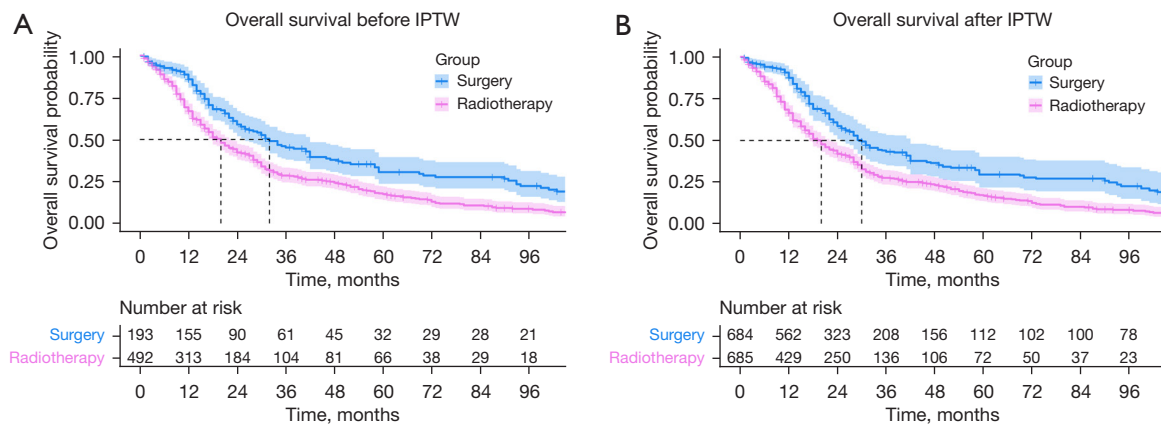 A
Overall survival before IPTW
Overall survival probability
1.00
0.75
0.50
0.25
0.00
Group
Surgery
Radiotherapy
0 12 24 36 48 60 72 84 96
Time, months
Number at risk
Surgery 193 155 90 61 45 32 29 28 21
Radiotherapy 492 313 184 104 81 66 38 29 18
0 12 24 36 48 60 72 84 96
Time, months
B
Overall survival after IPTW
Overall survival probability
1.00
0.75
0.50
0.25
0.00
Group
Surgery
Radiotherapy
0 12 24 36 48 60 72 84 96
Time, months
Number at risk
Surgery 684 562 323 208 156 112 102 100 78
Radiotherapy 685 429 250 136 106 72 50 37 23
0 12 24 36 48 60 72 84 96
Time, months